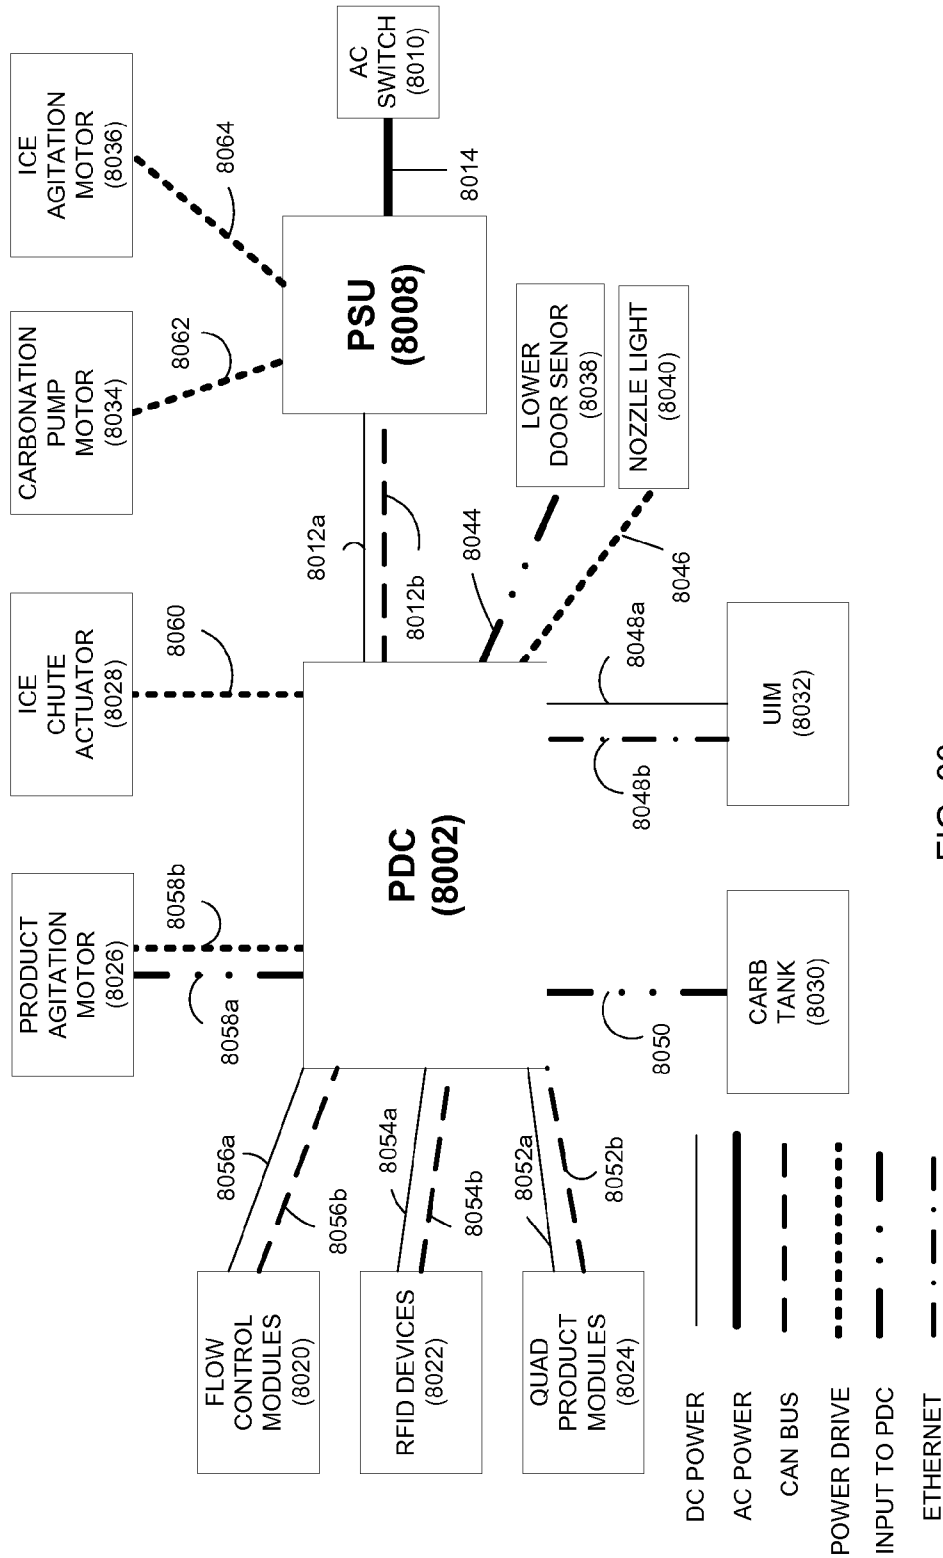 ICE
AGITATION
MOTOR
(8036)
CARBONATION
PUMP
MOTOR
(8034)
ICE
CHUTE
ACTUATOR
(8028)
PRODUCT
AGITATION
MOTOR
(8026)
AC
SWITCH
(8010)
8014
8064
8062
8060
8058b
8058a
PSU
(8008)
8012a
8012b
8044
LOWER
DOOR SENOR
(8038)
NOZZLE LIGHT
(8040)
8046
PDC
(8002)
8048a
8048b
UIM
(8032)
8050
CARB
TANK
(8030)
8056a
8056b
8054a
8054b
8052a
8052b
FLOW
CONTROL
MODULES
(8020)
RFID DEVICES
(8022)
QUAD
PRODUCT
MODULES
(8024)
DC POWER
AC POWER
CAN BUS
POWER DRIVE
INPUT TO PDC
ETHERNET
FIG.